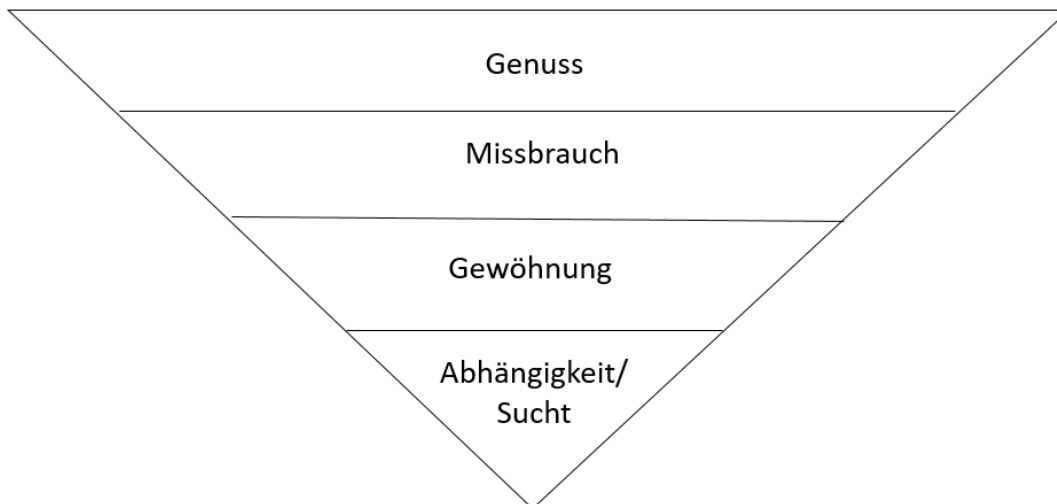 Genuss
Missbrauch
Gewöhnung
Abhängigkeit/
Sucht